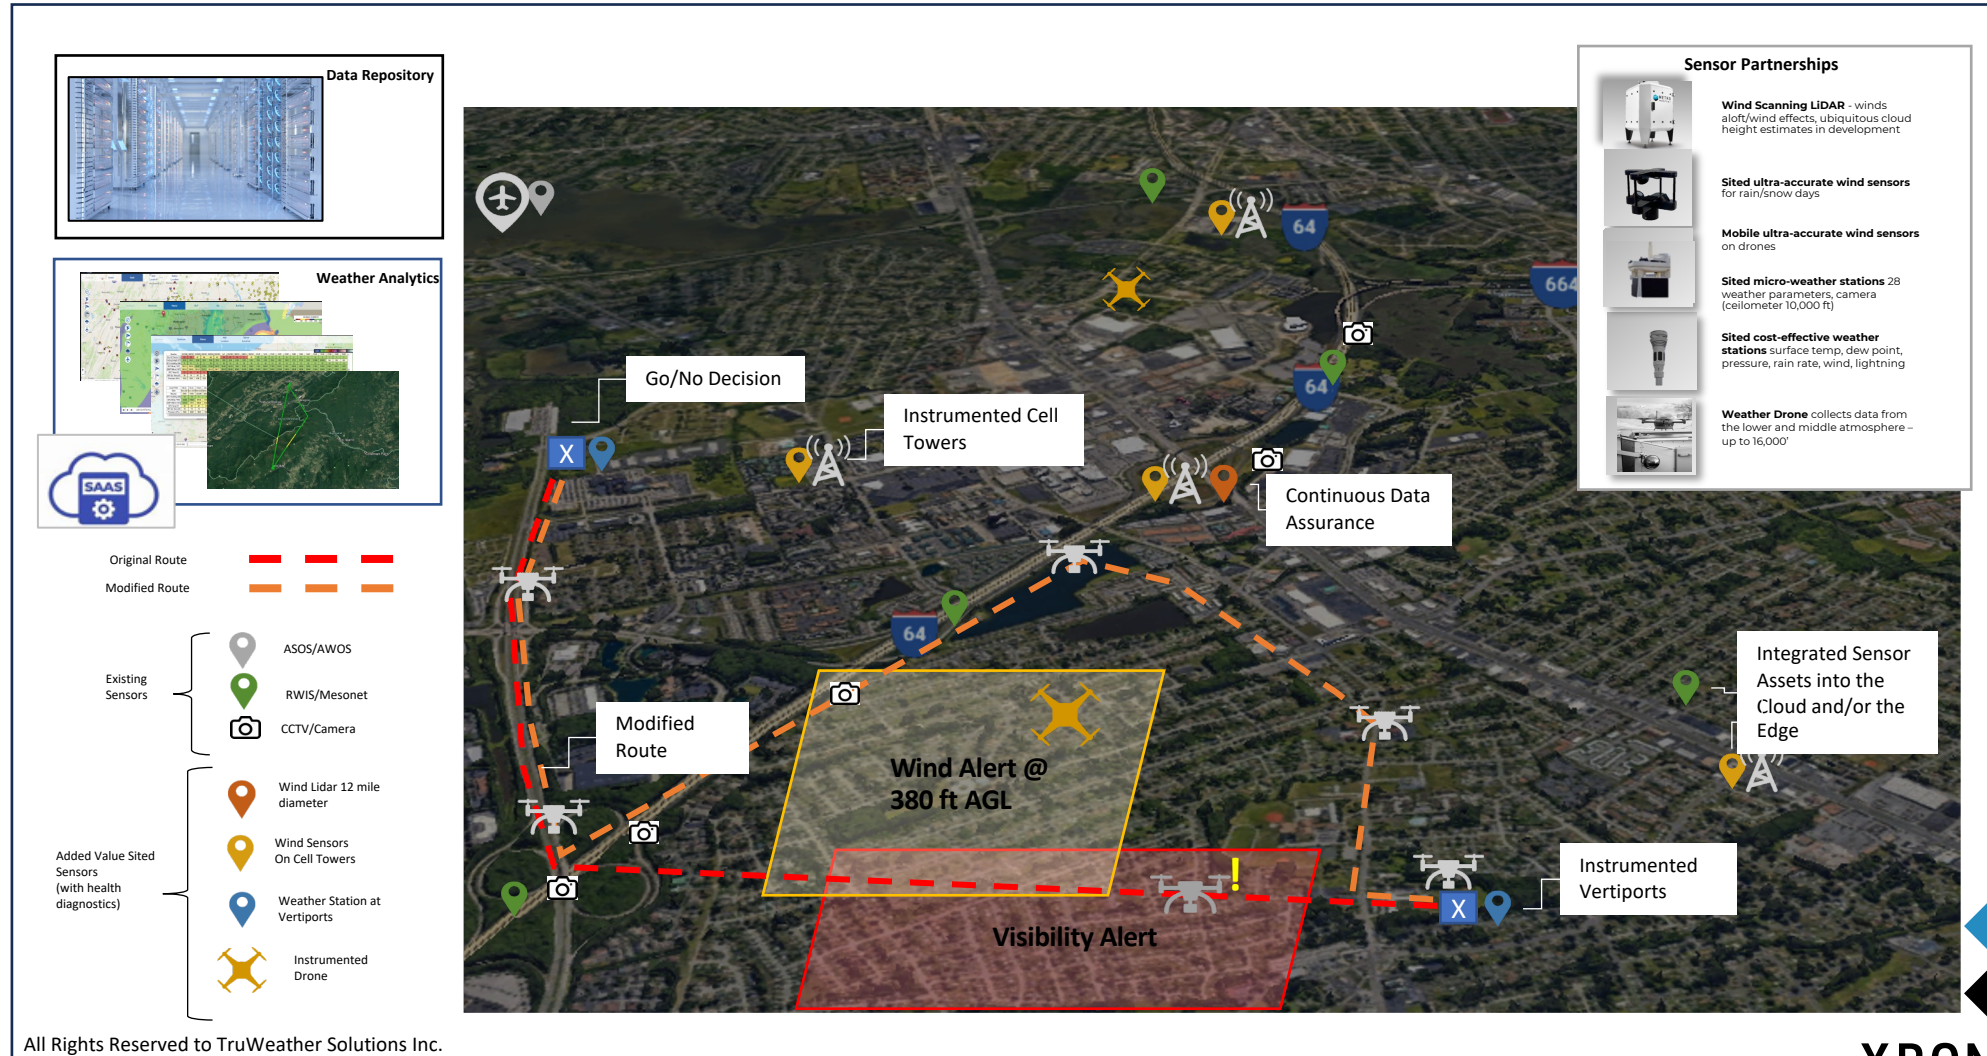 Data Repository
Weather Analytics
SAAS
Original Route
Modified Route
Existing
Sensors
ASOS/AWOS
RWIS/Mesonet
CCTV/Camera
Added Value Sited
Sensors
(with health
diagnostics)
Wind Lidar 12 mile
diameter
Wind Sensors
On Cell Towers
Weather Station at
Vertiports
Instrumented
Drone
All Rights Reserved to TruWeather Solutions Inc.
64
664
Go/No Decision
64
X
Instrumented Cell
Towers
Continuous Data
Assurance
64
Modified
Route
Wind Alert @
380 ft AGL
!
Visibility Alert
X
Integrated Sensor
Assets into the
Cloud and/or the
Edge
Instrumented
Vertiports
Sensor Partnerships
Wind Scanning LiDAR - winds
aloft/wind effects, ubiquitous cloud
height estimates in development
Sited ultra-accurate wind sensors
for rain/snow days
Mobile ultra-accurate wind sensors
on drones
Sited micro-weather stations 28
weather parameters, camera
(ceilometer 10,000 ft)
Sited cost-effective weather
stations surface temp, dew point,
pressure, rain rate, wind, lightning
Weather Drone collects data from
the lower and middle atmosphere –
up to 16,000'